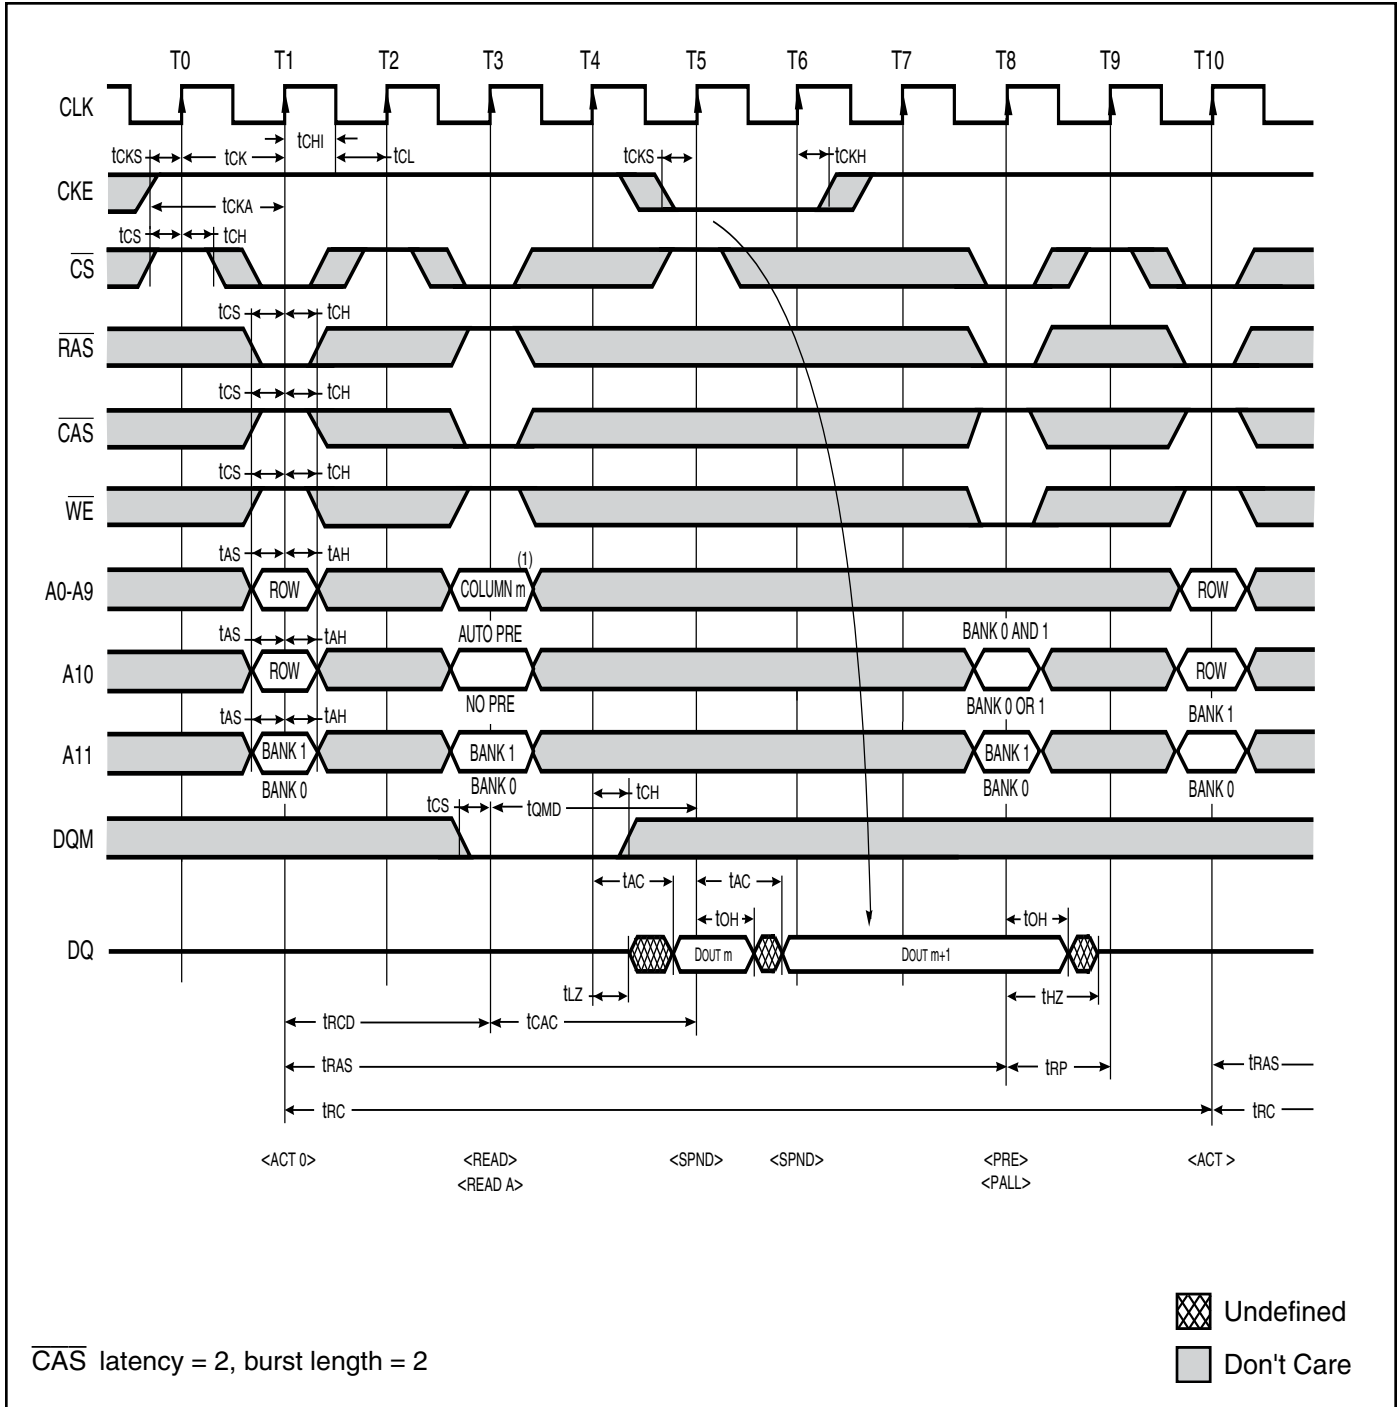 T0 T1 T2 T3 T4 T5 T6 T7 T8 T9 T10
CLK
tCHI
tCKS tCK tCL tCKS tCKH
CKE
tCKA
tCS tCH
CS
tCS tCH
RAS
tCS tCH
CAS
tCS tCH
WE
tAS tAH (1)
A0-A9 ROW COLUMN m ROW
tAS tAH AUTO PRE BANK 0 AND 1
A10 ROW ROW
NO PRE BANK 0 OR 1
tAS tAH BANK 1
A11 BANK 1 BANK 1 BANK 1
BANK 0 BANK 0 BANK 0 BANK 0
tCS tQMD tCH
DQM
tAC tAC
tOH tOH
DQ DOUT m DOUT m+1
tLZ tHZ
tRCD tCAC
tRAS tRP tRAS
tRC tRC
<ACT 0> <READ> <SPND> <SPND> <PRE> <ACT >
<READ A> <PALL>
Undefined
CAS latency = 2, burst length = 2
Don't Care